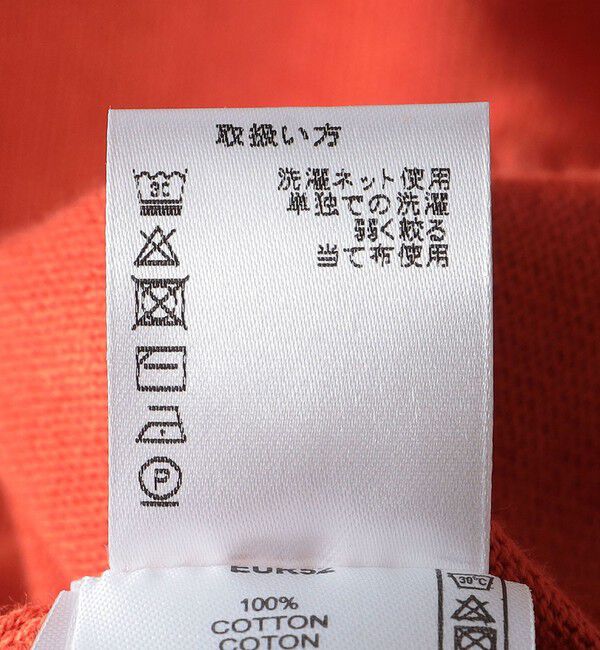 取扱い方
30
洗濯ネット使用
単独での洗濯
弱く絞る
当て布使用
P
EUR52
30°C
100%
COTTON
COTON